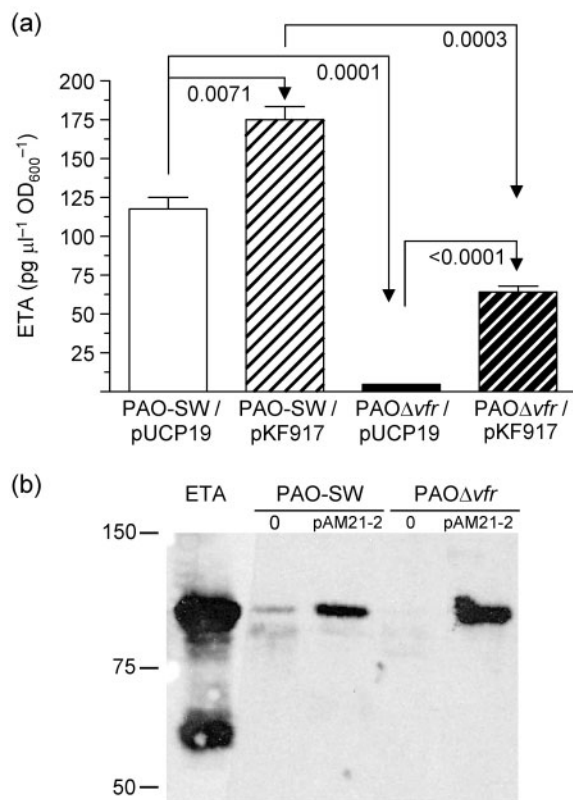 (a)
0.0003
0.0001
0.0071
<0.0001
200
175
150
125
100
75
50
25
ETA (pg µl⁻¹ OD₆₀₀⁻¹)
PAO-SW / pUCP19
PAO-SW / pKF917
PAOΔvfr / pUCP19
PAOΔvfr / pKF917
(b)
ETA PAO-SW PAOΔvfr
0 pAM21-2 0 pAM21-2
150
75
50